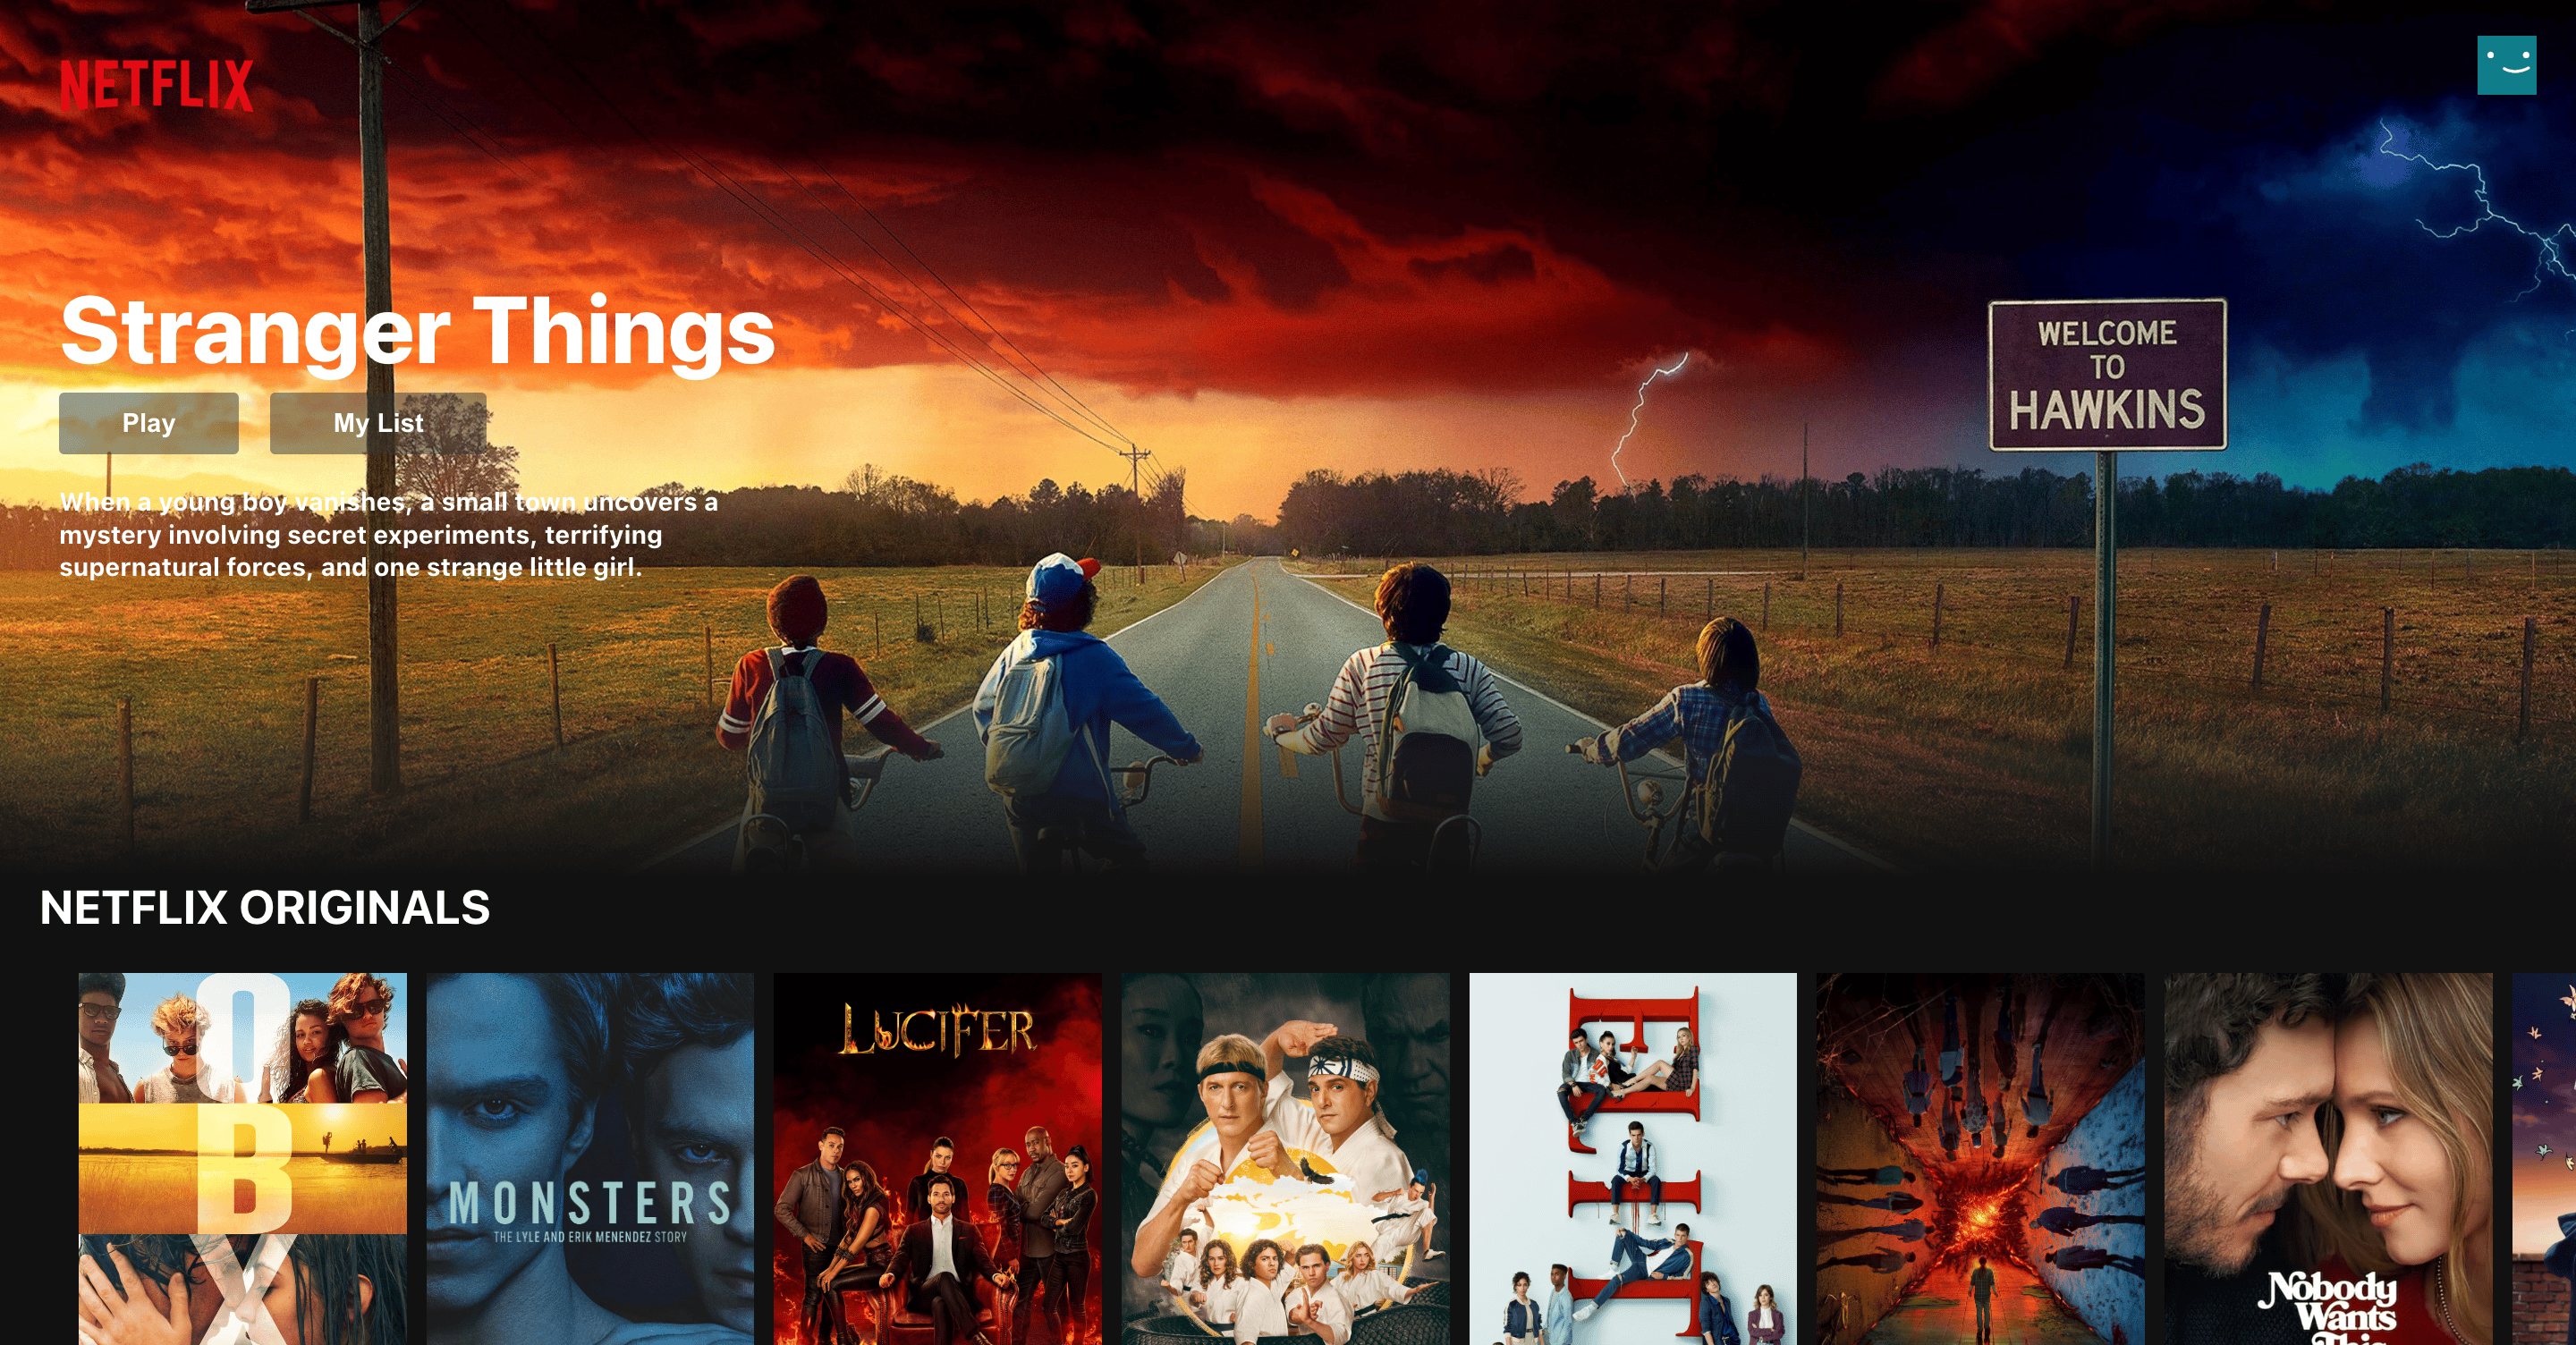 NETFLIX
Stranger Things
WELCOME
TO
HAWKINS
Play
My List
When a young boy vanishes, a small town uncovers a
mystery involving secret experiments, terrifying
supernatural forces, and one strange little girl.
NETFLIX ORIGINALS
O
B
X
MONSTERS
THE LYLE AND ERIK MENENDEZ STORY
LUCIFER
ELIT
Nobody
Wants
This